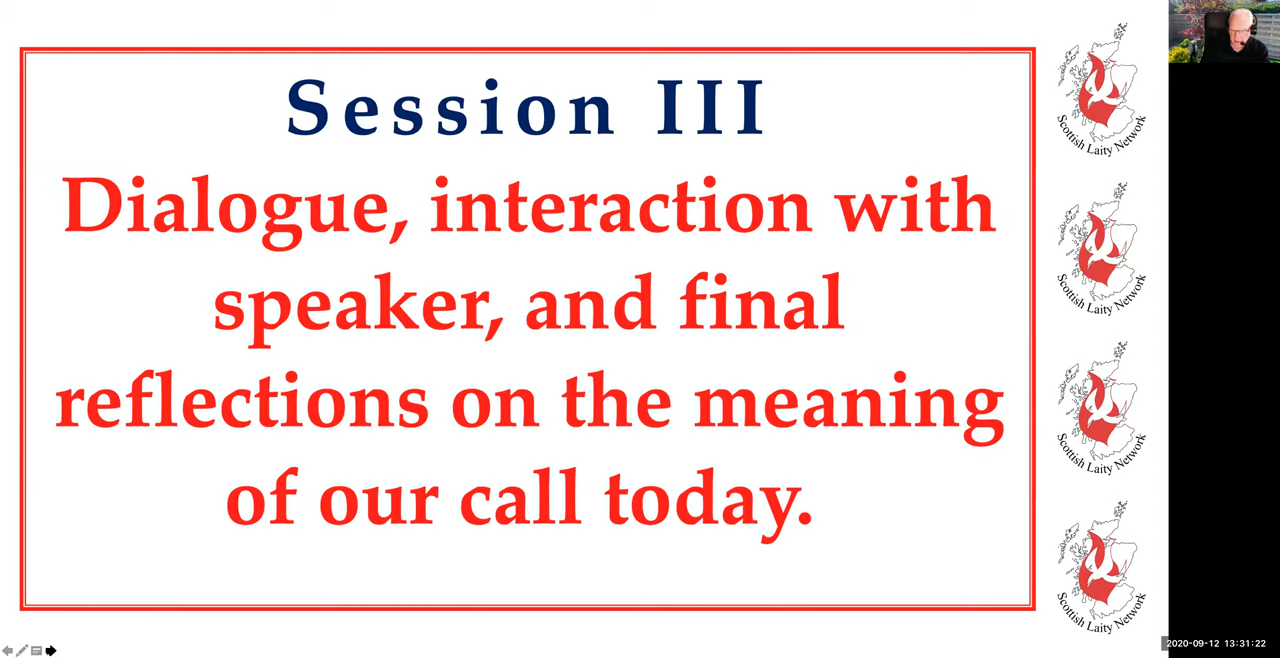 Session III
Dialogue, interaction with
speaker, and final
reflections on the meaning
of our call today.
Scottish Laity Network
Scottish Laity Network
Scottish Laity Network
Scottish Laity Network
2020-09-12 13:31:22